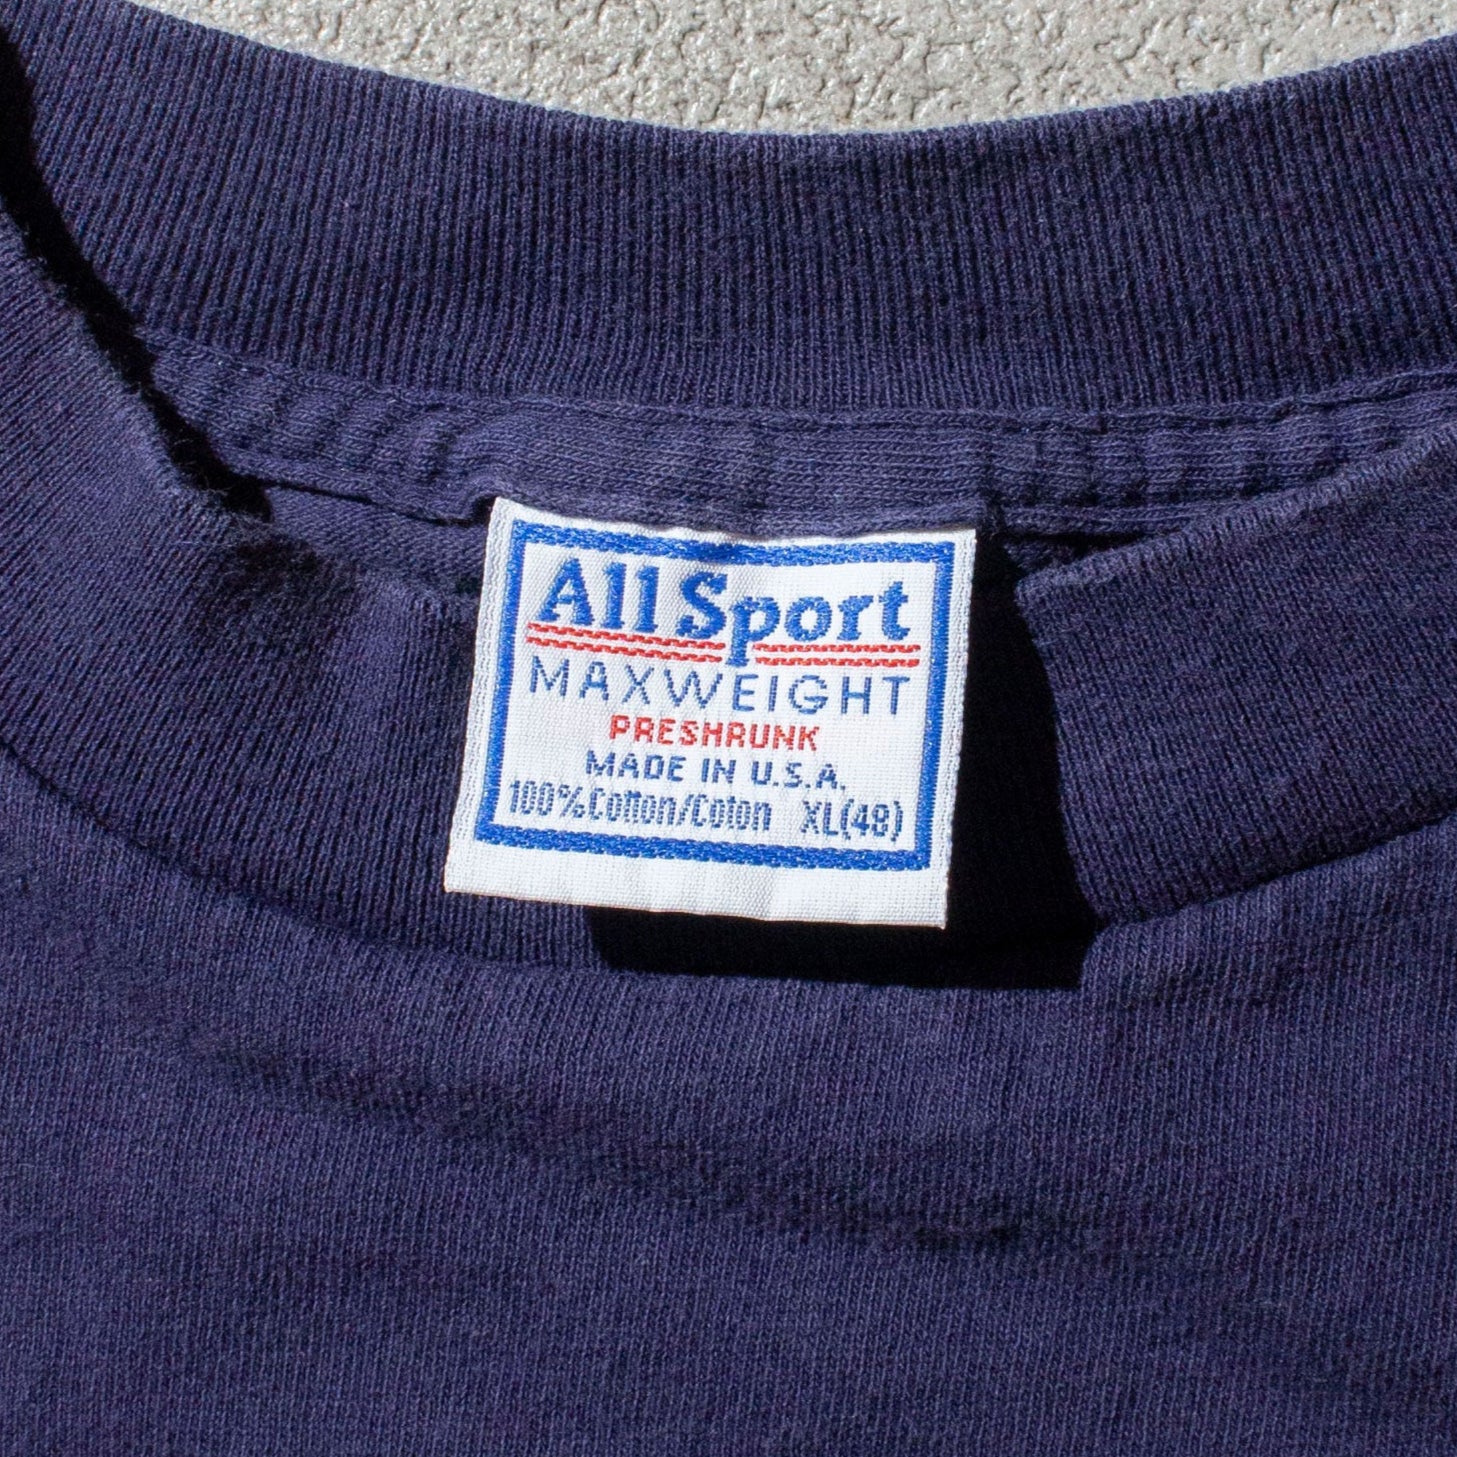 All Sport
MAXWEIGHT
PRESHRUNK
MADE IN U.S.A.
100% Cotton/Coton XL(48)